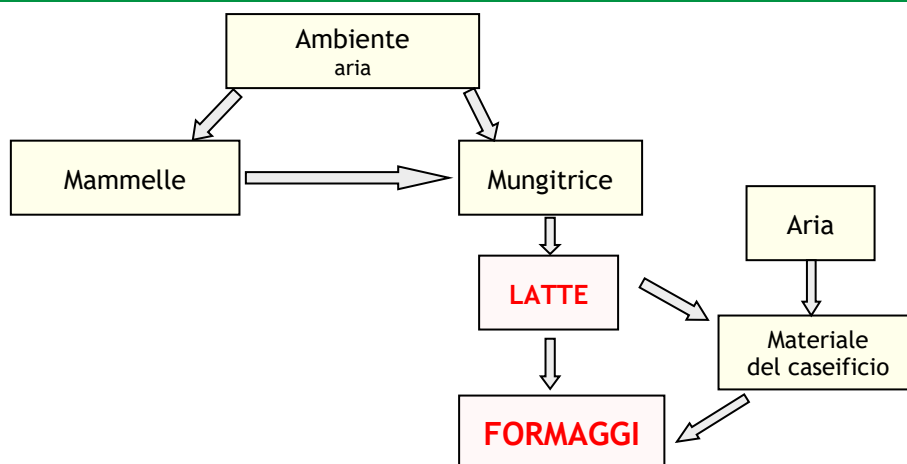 Ambiente
aria
Mammelle
Mungitrice
Aria
LATTE
Materiale
del caseificio
FORMAGGI